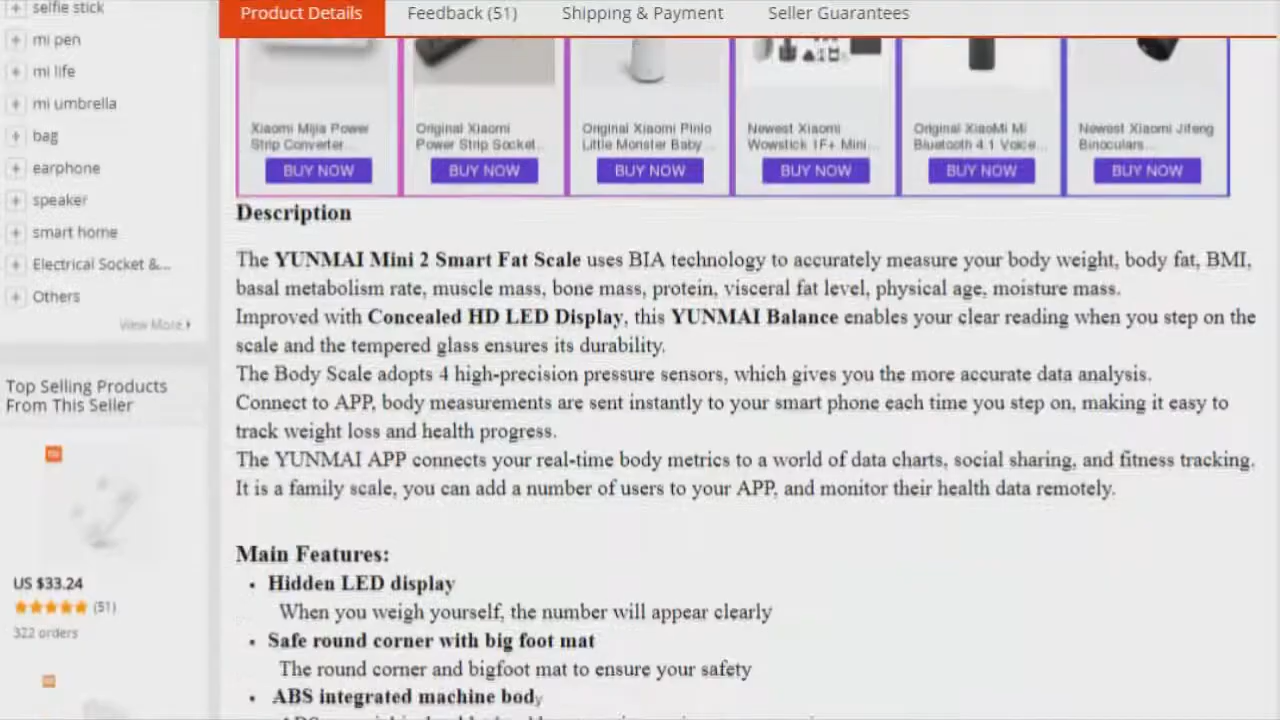 selfie stick
mi pen
mi life
mi umbrella
bag
earphone
speaker
smart home
Electrical Socket &...
Others
View More
Top Selling Products
From This Seller
US $33.24
(51)
322 orders
Product Details
Feedback (51)
Shipping & Payment
Seller Guarantees
Xiaomi Mijia Power
Strip Converter...
BUY NOW
Original Xiaomi
Power Strip Socket...
BUY NOW
Original Xiaomi Pinlo
Little Monster Baby...
BUY NOW
Newest Xiaomi
Wowstick 1F+ Mini...
BUY NOW
Original XiaoMi Mi
Bluetooth 4.1 Voice...
BUY NOW
Newest Xiaomi Jifeng
Binoculars...
BUY NOW
Description
The YUNMAI Mini 2 Smart Fat Scale uses BIA technology to accurately measure your body weight, body fat, BMI,
basal metabolism rate, muscle mass, bone mass, protein, visceral fat level, physical age, moisture mass.
Improved with Concealed HD LED Display, this YUNMAI Balance enables your clear reading when you step on the
scale and the tempered glass ensures its durability.
The Body Scale adopts 4 high-precision pressure sensors, which gives you the more accurate data analysis.
Connect to APP, body measurements are sent instantly to your smart phone each time you step on, making it easy to
track weight loss and health progress.
The YUNMAI APP connects your real-time body metrics to a world of data charts, social sharing, and fitness tracking.
It is a family scale, you can add a number of users to your APP, and monitor their health data remotely.
Main Features:
• Hidden LED display
When you weigh yourself, the number will appear clearly
• Safe round corner with big foot mat
The round corner and bigfoot mat to ensure your safety
• ABS integrated machine body